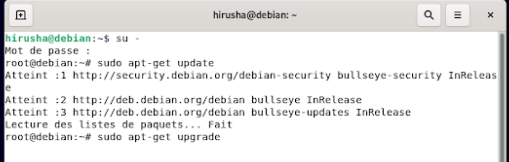 hirusha@debian: ~
hirusha@debian:~$ su -
Mot de passe :
root@debian:~# sudo apt-get update
Atteint :1 http://security.debian.org/debian-security bullseye-security InReleas
e
Atteint :2 http://deb.debian.org/debian bullseye InRelease
Atteint :3 http://deb.debian.org/debian bullseye-updates InRelease
Lecture des listes de paquets... Fait
root@debian:~# sudo apt-get upgrade